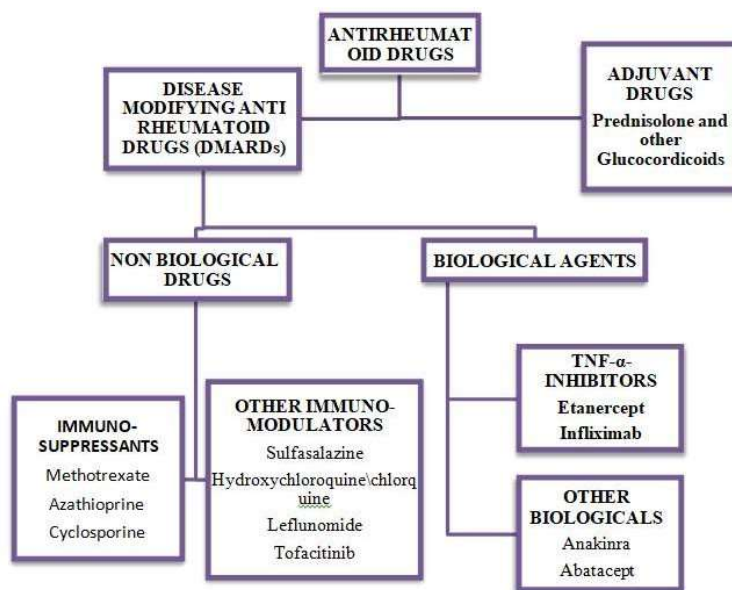 ANTIRHEUMAT
OID DRUGS
DISEASE
MODIFYING ANTI
RHEUMATOID
DRUGS (DMARDs)
ADJUVANT
DRUGS
Prednisolone and
other
Glucocordicoids
NON BIOLOGICAL
DRUGS
BIOLOGICAL AGENTS
IMMUNO-
SUPPRESSANTS
Methotrexate
Azathioprine
Cyclosporine
OTHER IMMUNO-
MODULATORS
Sulfasalazine
Hydroxychloroquine\chlorq
uine
Leflunomide
Tofacitinib
TNF-α-
INHIBITORS
Etanercept
Infliximab
OTHER
BIOLOGICALS
Anakinra
Abatacept